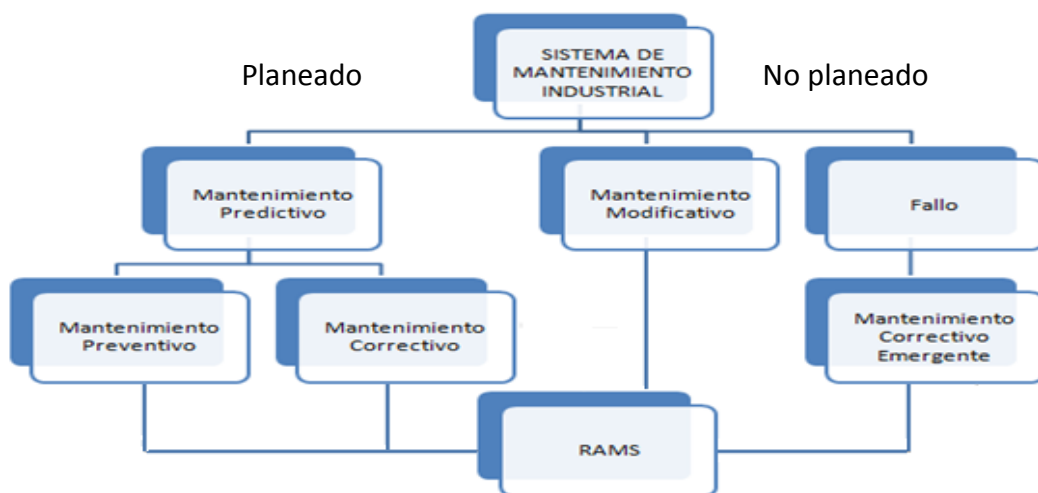 SISTEMA DE
MANTENIMIENTO
INDUSTRIAL
Planeado
No planeado
Mantenimiento
Predictivo
Mantenimiento
Modificativo
Fallo
Mantenimiento
Preventivo
Mantenimiento
Correctivo
Mantenimiento
Correctivo
Emergente
RAMS